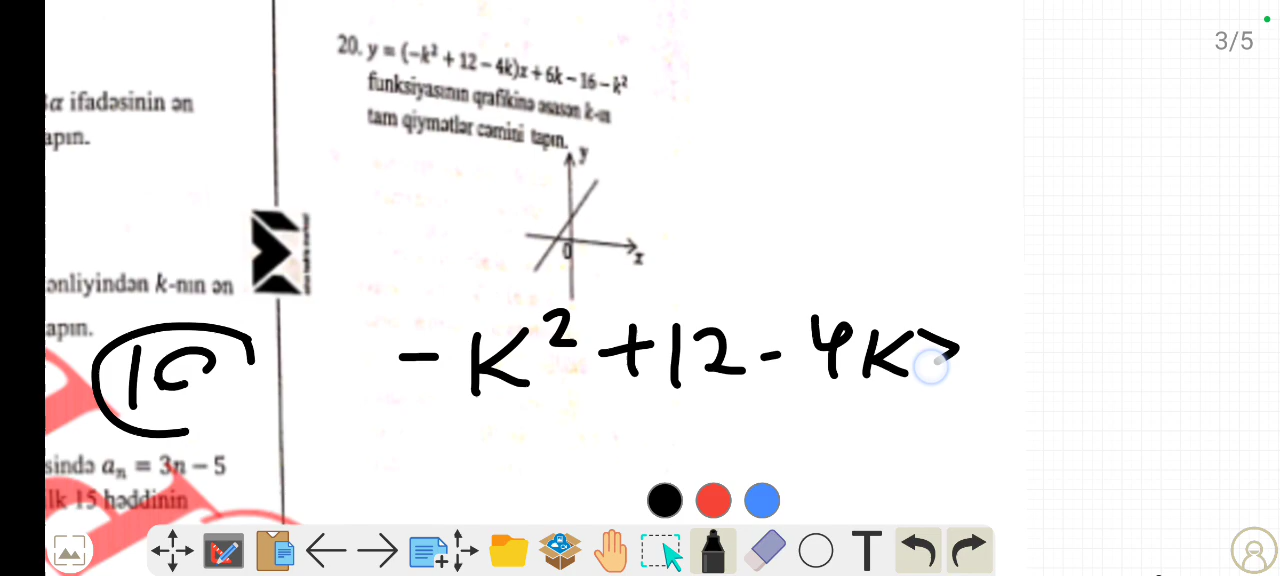 3/5
α ifadəsinin ən
apın.
20. y = (−k² + 12 − 4k)x + 6k − 16 − k²
funksiyasının qrafikinə əsasən k-nın
tam qiymətlər cəmini tapın.
y
0
x
ənliyindən k-nın ən
apın.
10
- K² + 12 - 4K >
sində aₙ = 3n − 5
lk 15 həddinin
T